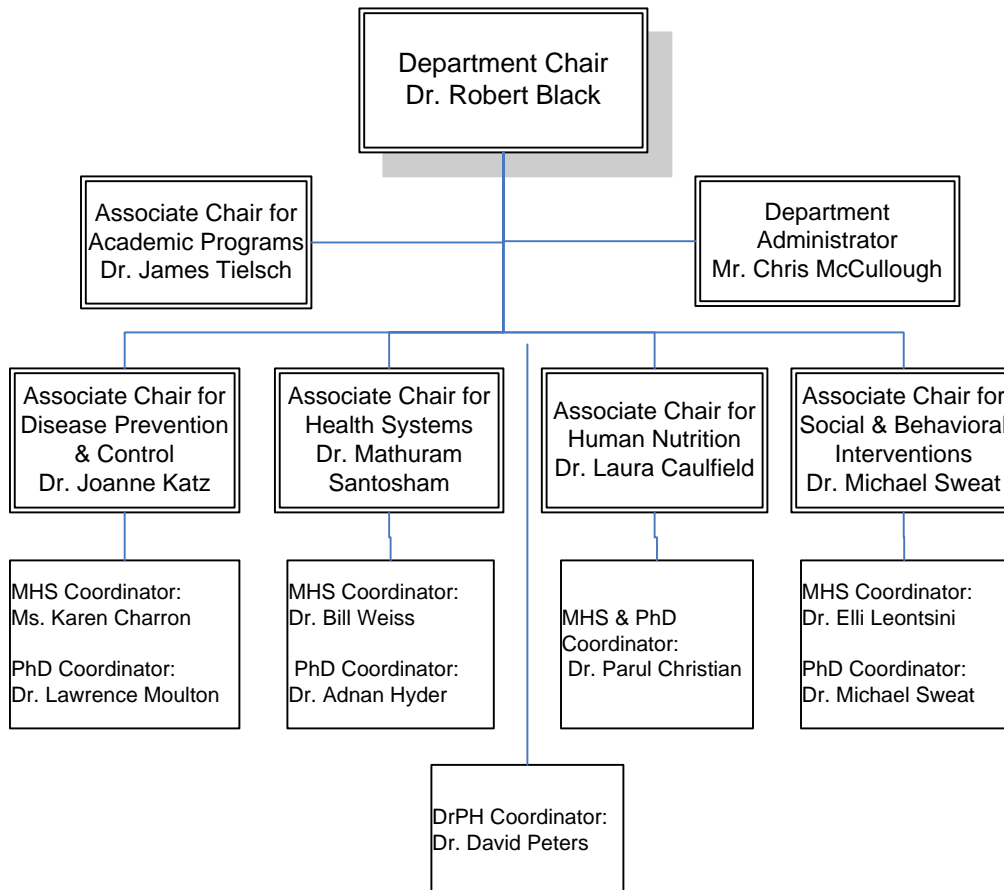 Department Chair
Dr. Robert Black
Associate Chair for
Academic Programs
Dr. James Tielsch
Department
Administrator
Mr. Chris McCullough
Associate Chair for
Disease Prevention
& Control
Dr. Joanne Katz
Associate Chair for
Health Systems
Dr. Mathuram
Santosham
Associate Chair for
Human Nutrition
Dr. Laura Caulfield
Associate Chair for
Social & Behavioral
Interventions
Dr. Michael Sweat
MHS Coordinator:
Ms. Karen Charron
PhD Coordinator:
Dr. Lawrence Moulton
MHS Coordinator:
Dr. Bill Weiss
PhD Coordinator:
Dr. Adnan Hyder
MHS & PhD
Coordinator:
Dr. Parul Christian
MHS Coordinator:
Dr. Elli Leontsini
PhD Coordinator:
Dr. Michael Sweat
DrPH Coordinator:
Dr. David Peters